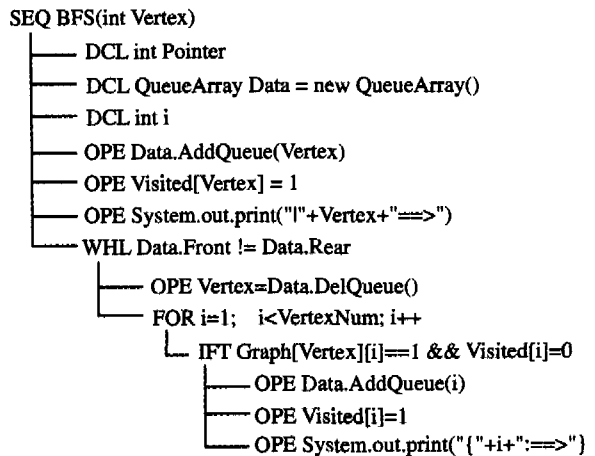 SEQ BFS(int Vertex)
DCL int Pointer
DCL QueueArray Data = new QueueArray()
DCL int i
OPE Data.AddQueue(Vertex)
OPE Visited[Vertex] = 1
OPE System.out.print("|"+Vertex+"==>")
WHL Data.Front != Data.Rear
OPE Vertex=Data.DelQueue()
FOR i=1; i<VertexNum; i++
IFT Graph[Vertex][i]==1 && Visited[i]=0
OPE Data.AddQueue(i)
OPE Visited[i]=1
OPE System.out.print("{"+i+":==>"}